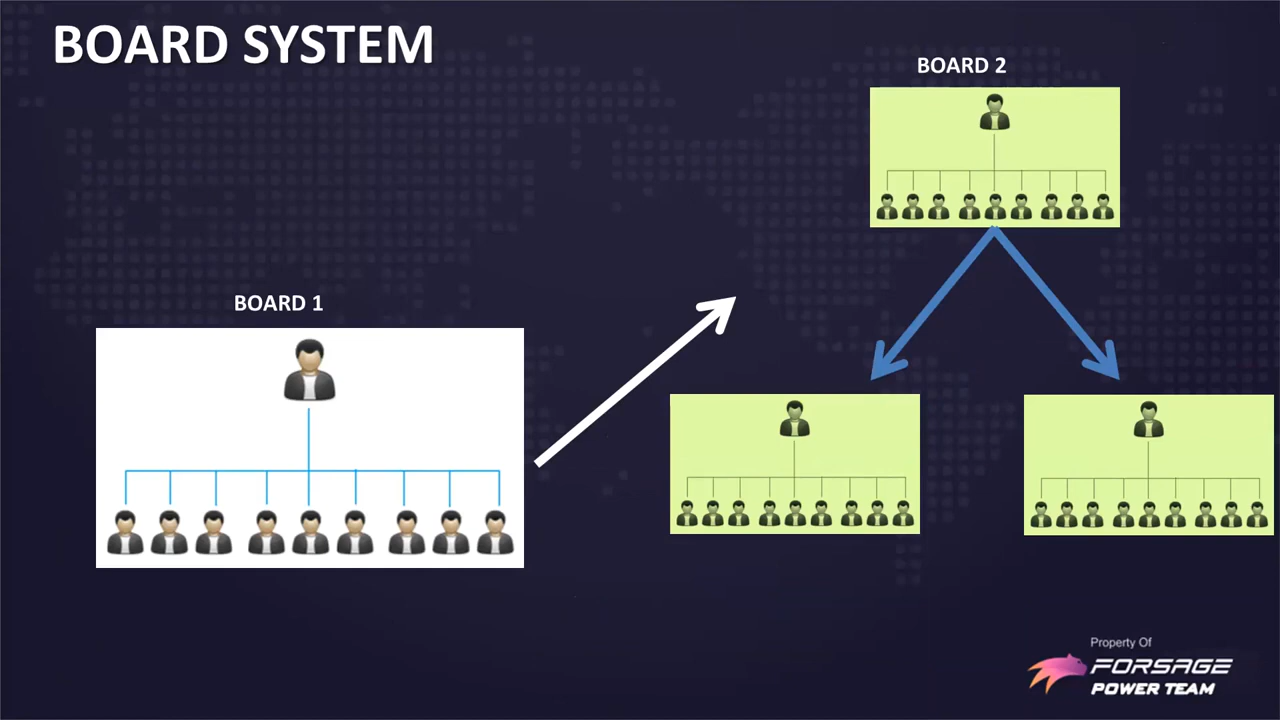 BOARD SYSTEM
BOARD 2
BOARD 1
Property Of
FORSAGE
POWER TEAM